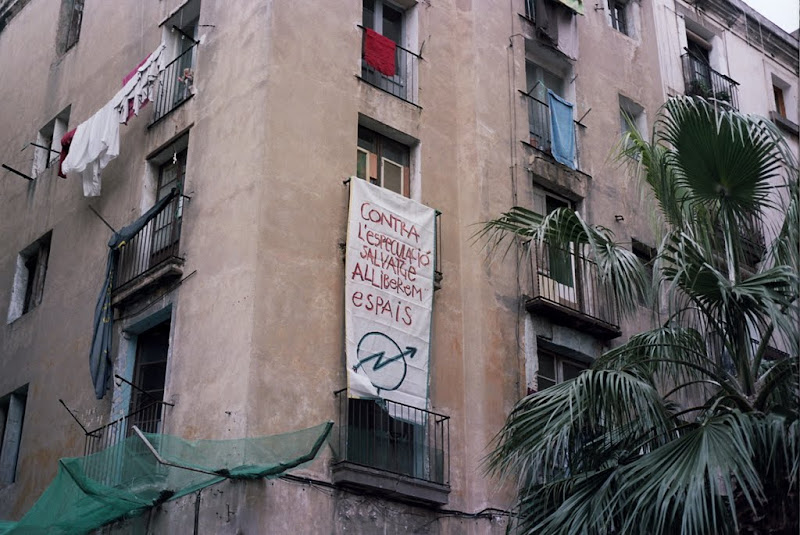 CONTRA
L'ESPECULACIÓ
SALVATGE
ALLIBEREM
ESPAIS